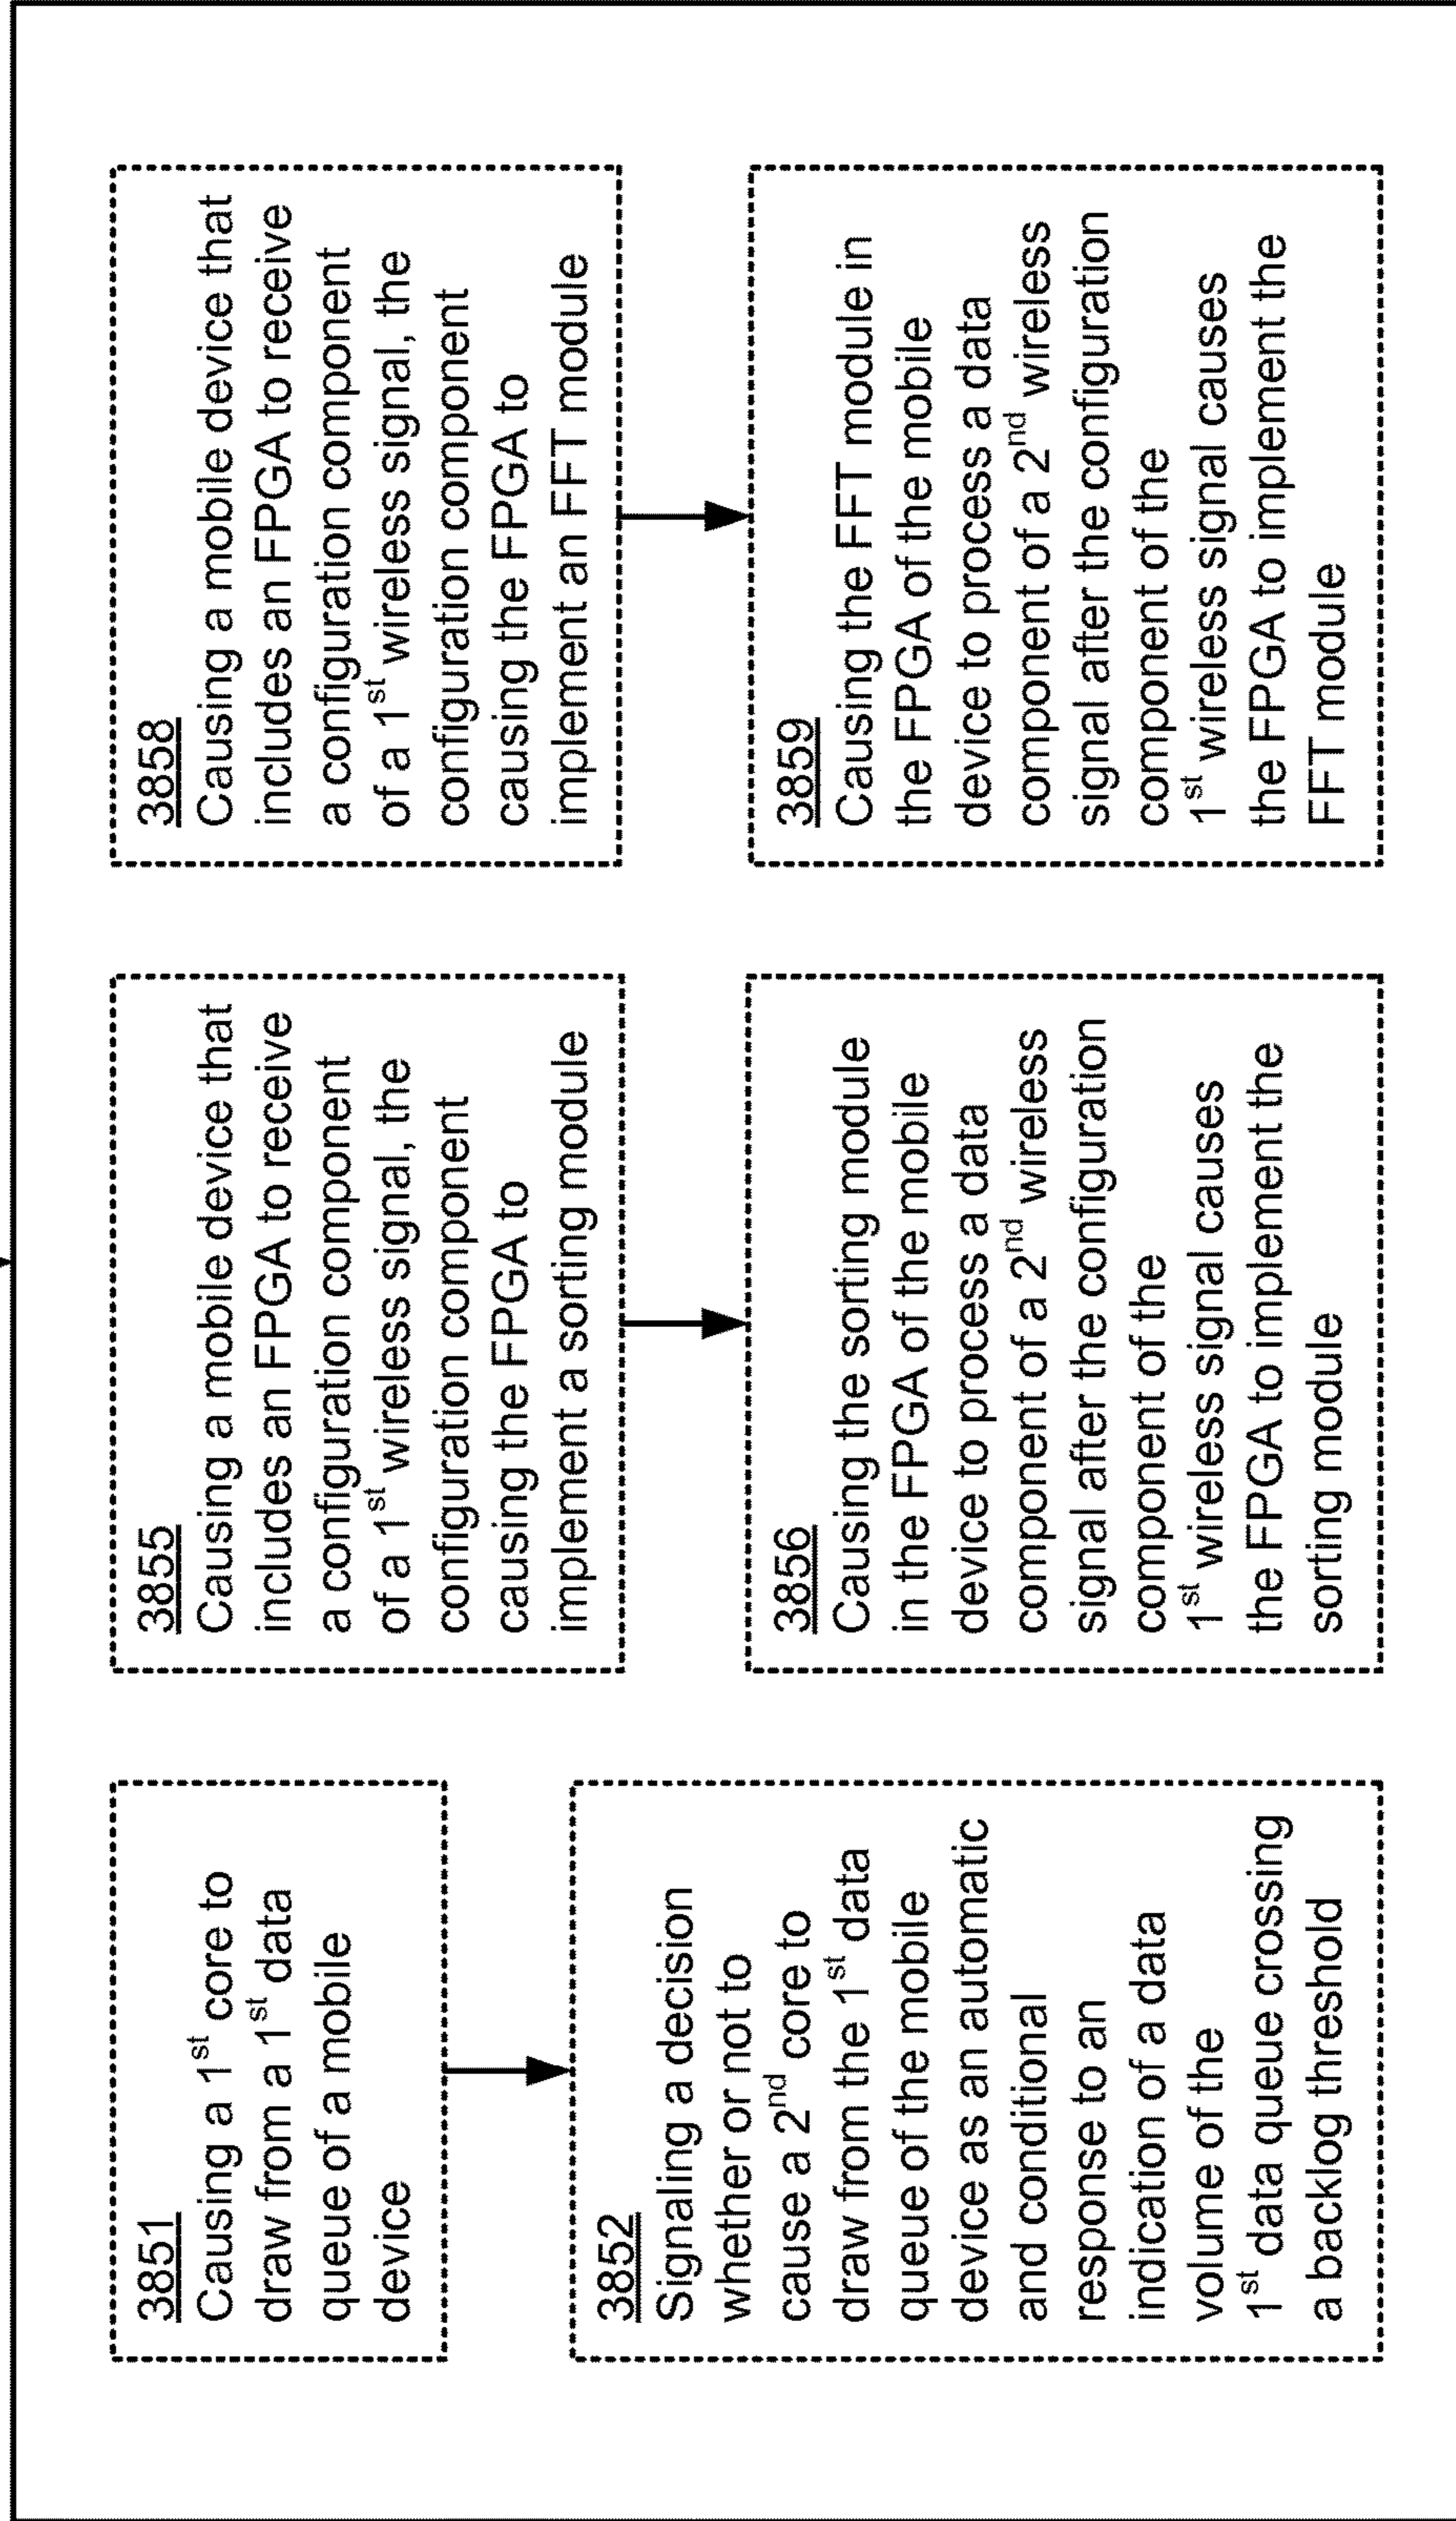 3851
Causing a 1st core to
draw from a 1st data
queue of a mobile
device
3852
Signaling a decision
whether or not to
cause a 2nd core to
draw from the 1st data
queue of the mobile
device as an automatic
and conditional
response to an
indication of a data
volume of the
1st data queue crossing
a backlog threshold
3855
Causing a mobile device that
includes an FPGA to receive
a configuration component
of a 1st wireless signal, the
configuration component
causing the FPGA to
implement a sorting module
3856
Causing the sorting module
in the FPGA of the mobile
device to process a data
component of a 2nd wireless
signal after the configuration
component of the
1st wireless signal causes
the FPGA to implement the
sorting module
3858
Causing a mobile device that
includes an FPGA to receive
a configuration component
of a 1st wireless signal, the
configuration component
causing the FPGA to
implement an FFT module
3859
Causing the FFT module in
the FPGA of the mobile
device to process a data
component of a 2nd wireless
signal after the configuration
component of the
1st wireless signal causes
the FPGA to implement the
FFT module